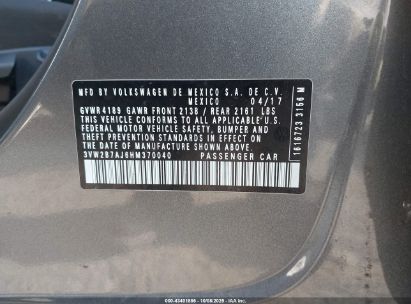 MFD BY VOLKSWAGEN DE MEXICO S.A. DE C.V.
MEXICO 04/17
GVWR 4189 GAWR FRONT 2138 / REAR 2161 LBS
THIS VEHICLE CONFORMS TO ALL APPLICABLE U.S.
FEDERAL MOTOR VEHICLE SAFETY, BUMPER AND
THEFT PREVENTION STANDARDS IN EFFECT ON
THE DATE OF MANUFACTURE SHOWN ABOVE.
3VW2B7AJ6HM370040 PASSENGER CAR
1616723 3156 M